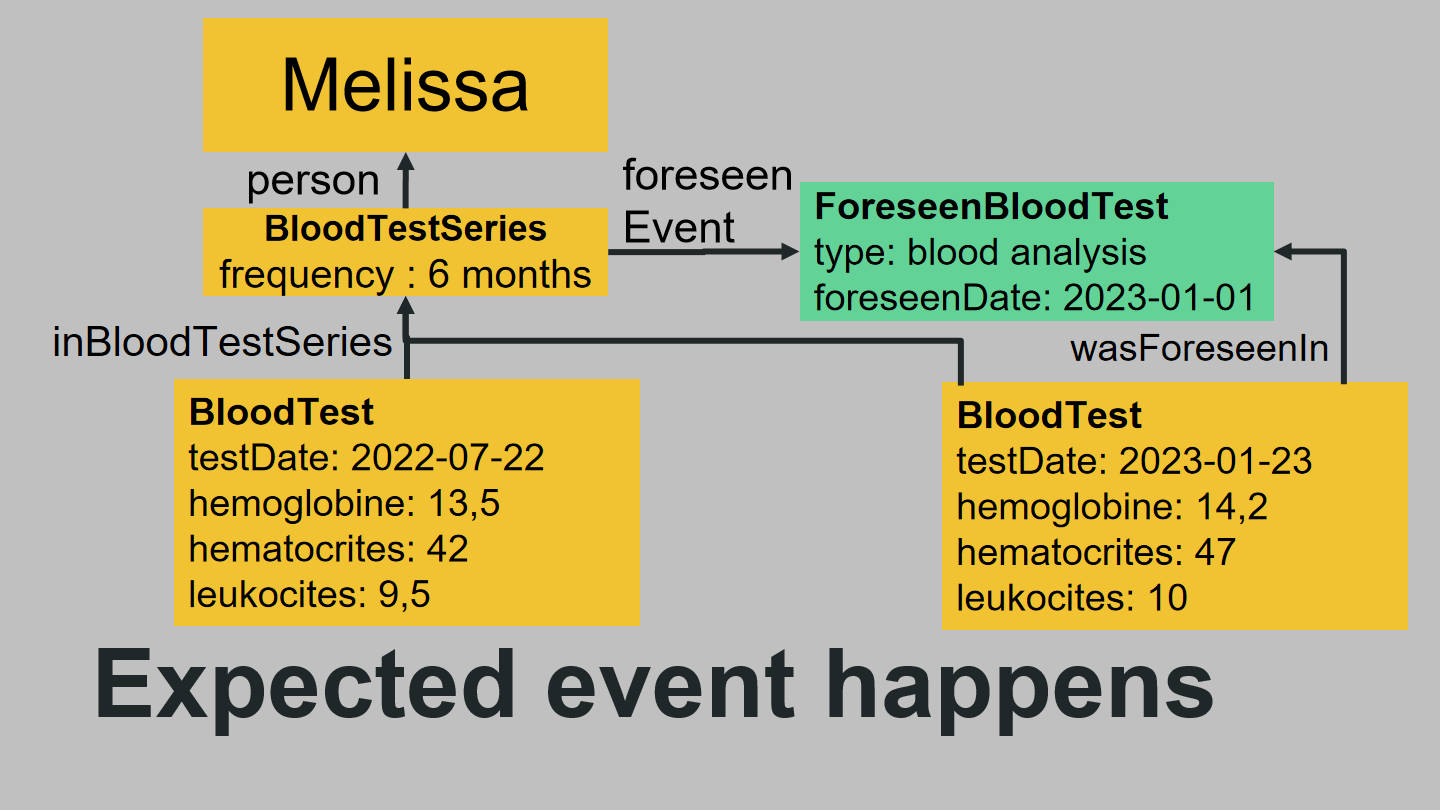 Melissa
person
foreseen
Event
BloodTestSeries
frequency : 6 months
ForeseenBloodTest
type: blood analysis
foreseenDate: 2023-01-01
inBloodTestSeries
wasForeseenIn
BloodTest
testDate: 2022-07-22
hemoglobine: 13,5
hematocrites: 42
leukocites: 9,5
BloodTest
testDate: 2023-01-23
hemoglobine: 14,2
hematocrites: 47
leukocites: 10
Expected event happens